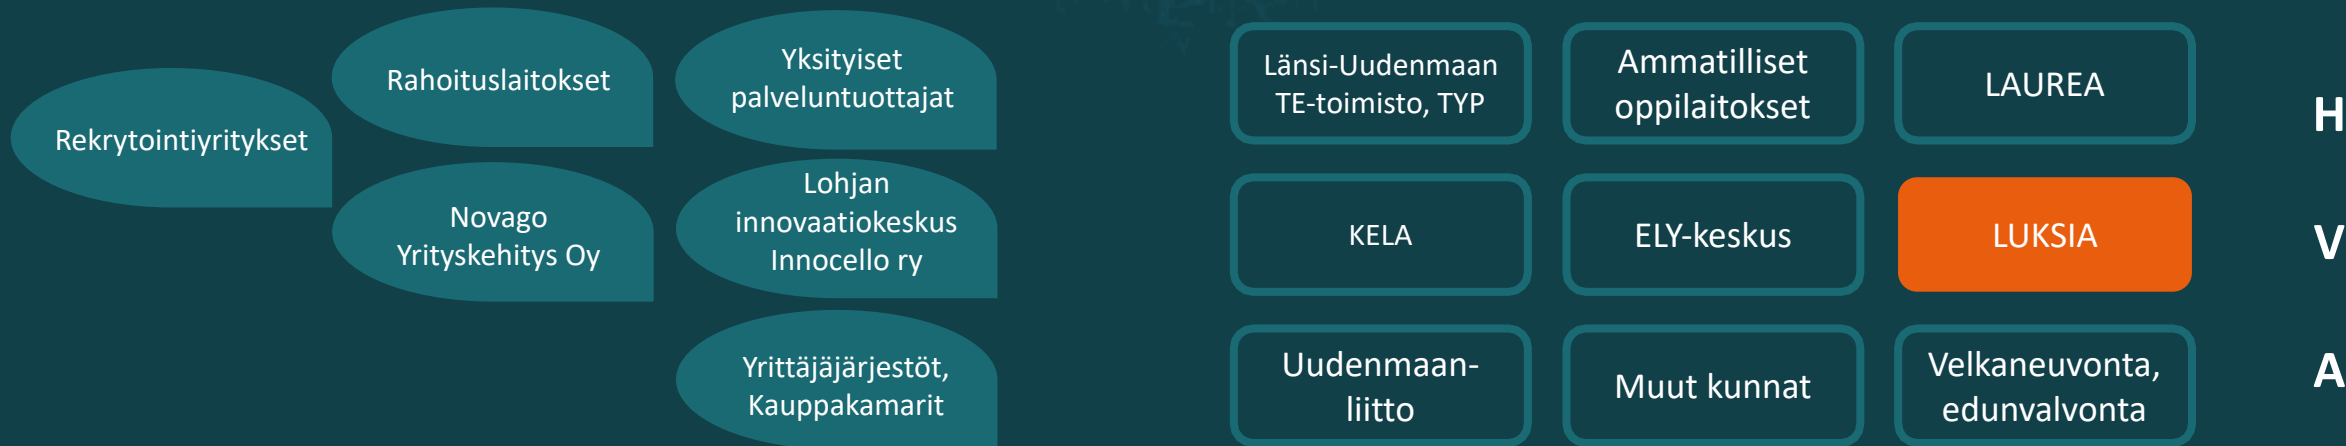 Rekrytointiyritykset
Rahoituslaitokset
Yksityiset
palveluntuottajat
Novago
Yrityskehitys Oy
Lohjan
innovaatiokeskus
Innocello ry
Yrittäjäjärjestöt,
Kauppakamarit
Länsi-Uudenmaan
TE-toimisto, TYP
Ammatilliset
oppilaitokset
LAUREA
H
KELA
ELY-keskus
LUKSIA
V
Uudenmaan-
liitto
Muut kunnat
Velkaneuvonta,
edunvalvonta
A